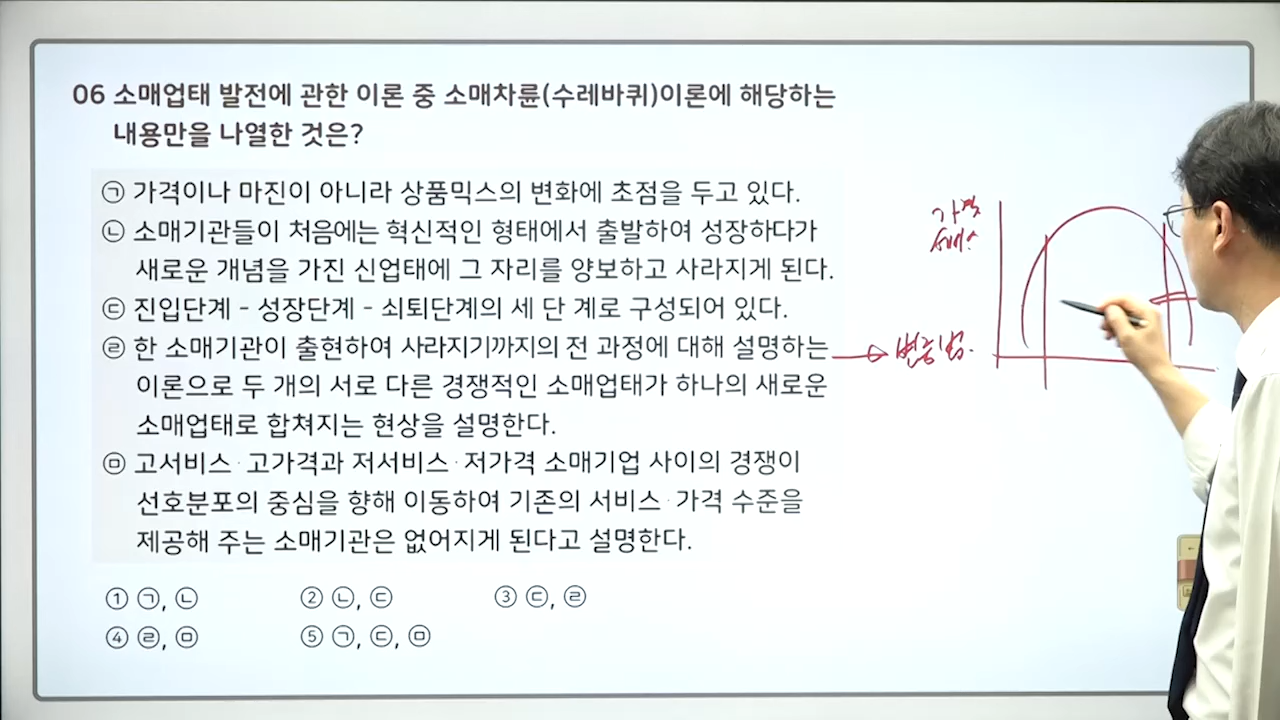 06 소매업태 발전에 관한 이론 중 소매차륜(수레바퀴)이론에 해당하는
내용만을 나열한 것은?
㉠ 가격이나 마진이 아니라 상품믹스의 변화에 초점을 두고 있다.
㉡ 소매기관들이 처음에는 혁신적인 형태에서 출발하여 성장하다가
새로운 개념을 가진 신업태에 그 자리를 양보하고 사라지게 된다.
㉢ 진입단계 - 성장단계 - 쇠퇴단계의 세 단 계로 구성되어 있다.
㉣ 한 소매기관이 출현하여 사라지기까지의 전 과정에 대해 설명하는
이론으로 두 개의 서로 다른 경쟁적인 소매업태가 하나의 새로운
소매업태로 합쳐지는 현상을 설명한다.
㉤ 고서비스·고가격과 저서비스·저가격 소매기업 사이의 경쟁이
선호분포의 중심을 향해 이동하여 기존의 서비스·가격 수준을
제공해 주는 소매기관은 없어지게 된다고 설명한다.
① ㉠, ㉡
② ㉡, ㉢
③ ㉢, ㉣
④ ㉣, ㉤
⑤ ㉠, ㉢, ㉤
가격
서비스
변증법.